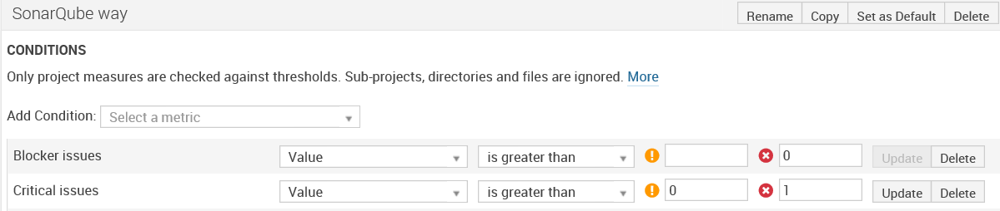 SonarQube way Rename Copy Set as Default Delete
CONDITIONS
Only project measures are checked against thresholds. Sub-projects, directories and files are ignored. More
Add Condition: Select a metric
Blocker issues Value is greater than 0 Update Delete
Critical issues Value is greater than 0 1 Update Delete